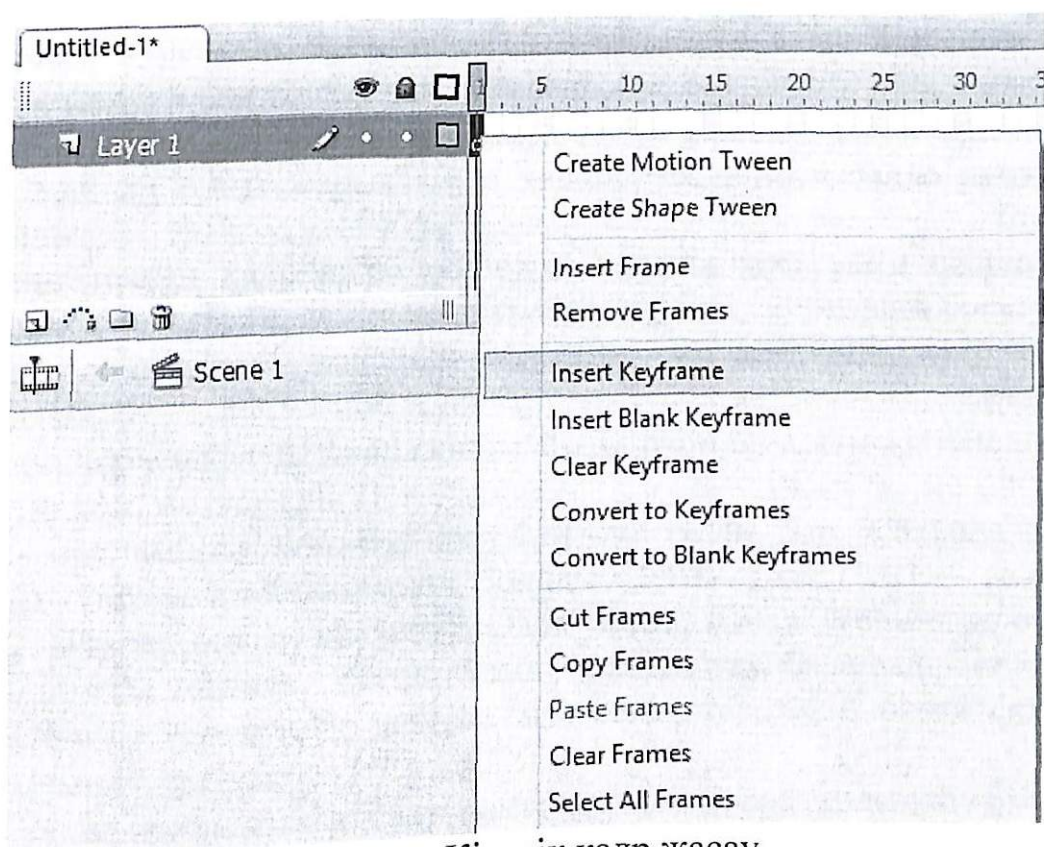 Untitled-1*
5 10 15 20 25 30
Layer 1
Create Motion Tween
Create Shape Tween
Insert Frame
Remove Frames
Scene 1
Insert Keyframe
Insert Blank Keyframe
Clear Keyframe
Convert to Keyframes
Convert to Blank Keyframes
Cut Frames
Copy Frames
Paste Frames
Clear Frames
Select All Frames
кадр жасау